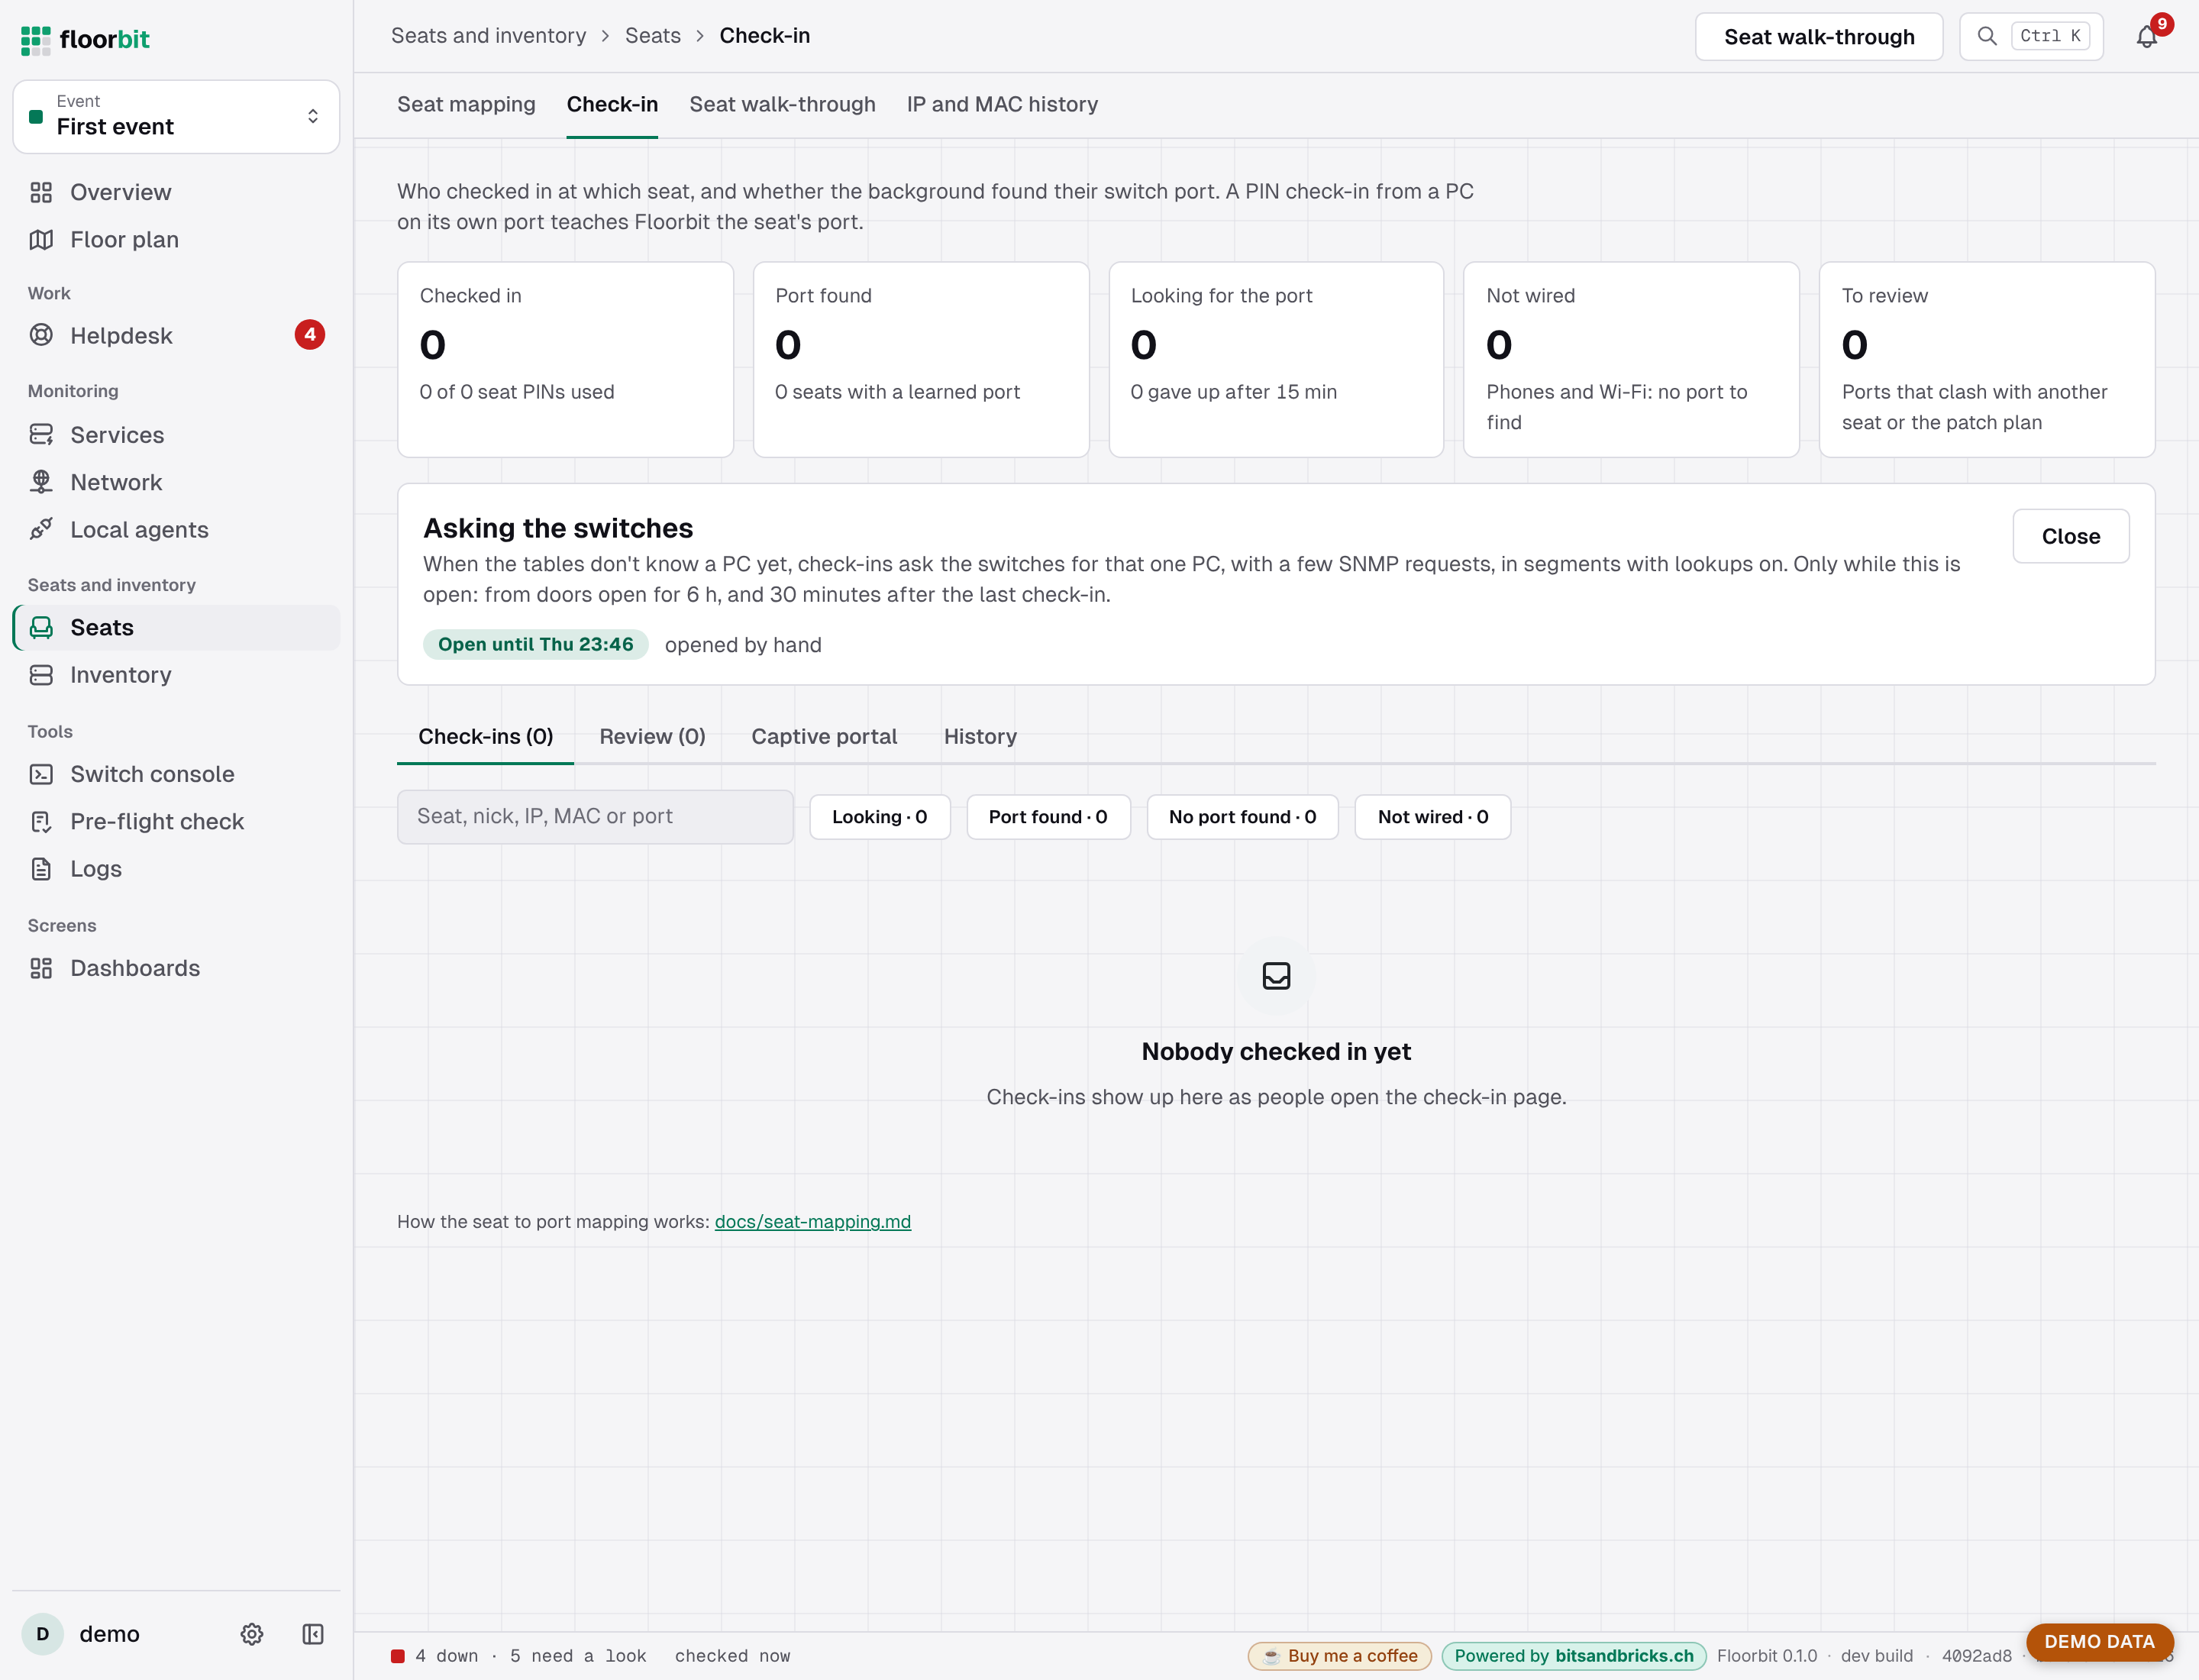 floorbit
Event
First event
Overview
Floor plan
Work
Helpdesk
4
Monitoring
Services
Network
Local agents
Seats and inventory
Seats
Inventory
Tools
Switch console
Pre-flight check
Logs
Screens
Dashboards
D
demo
Seats and inventory > Seats > Check-in
Seat walk-through
Ctrl K
9
Seat mapping
Check-in
Seat walk-through
IP and MAC history
Who checked in at which seat, and whether the background found their switch port. A PIN check-in from a PC
on its own port teaches Floorbit the seat's port.
Checked in
0
0 of 0 seat PINs used
Port found
0
0 seats with a learned port
Looking for the port
0
0 gave up after 15 min
Not wired
0
Phones and Wi-Fi: no port to
find
To review
0
Ports that clash with another
seat or the patch plan
Asking the switches
When the tables don't know a PC yet, check-ins ask the switches for that one PC, with a few SNMP requests, in segments with lookups on. Only while this is
open: from doors open for 6 h, and 30 minutes after the last check-in.
Open until Thu 23:46
opened by hand
Close
Check-ins (0)
Review (0)
Captive portal
History
Seat, nick, IP, MAC or port
Looking · 0
Port found · 0
No port found · 0
Not wired · 0
Nobody checked in yet
Check-ins show up here as people open the check-in page.
How the seat to port mapping works: docs/seat-mapping.md
4 down · 5 need a look checked now
☕ Buy me a coffee
Powered by bitsandbricks.ch
Floorbit 0.1.0 · dev build · 4092ad8 ·
DEMO DATA